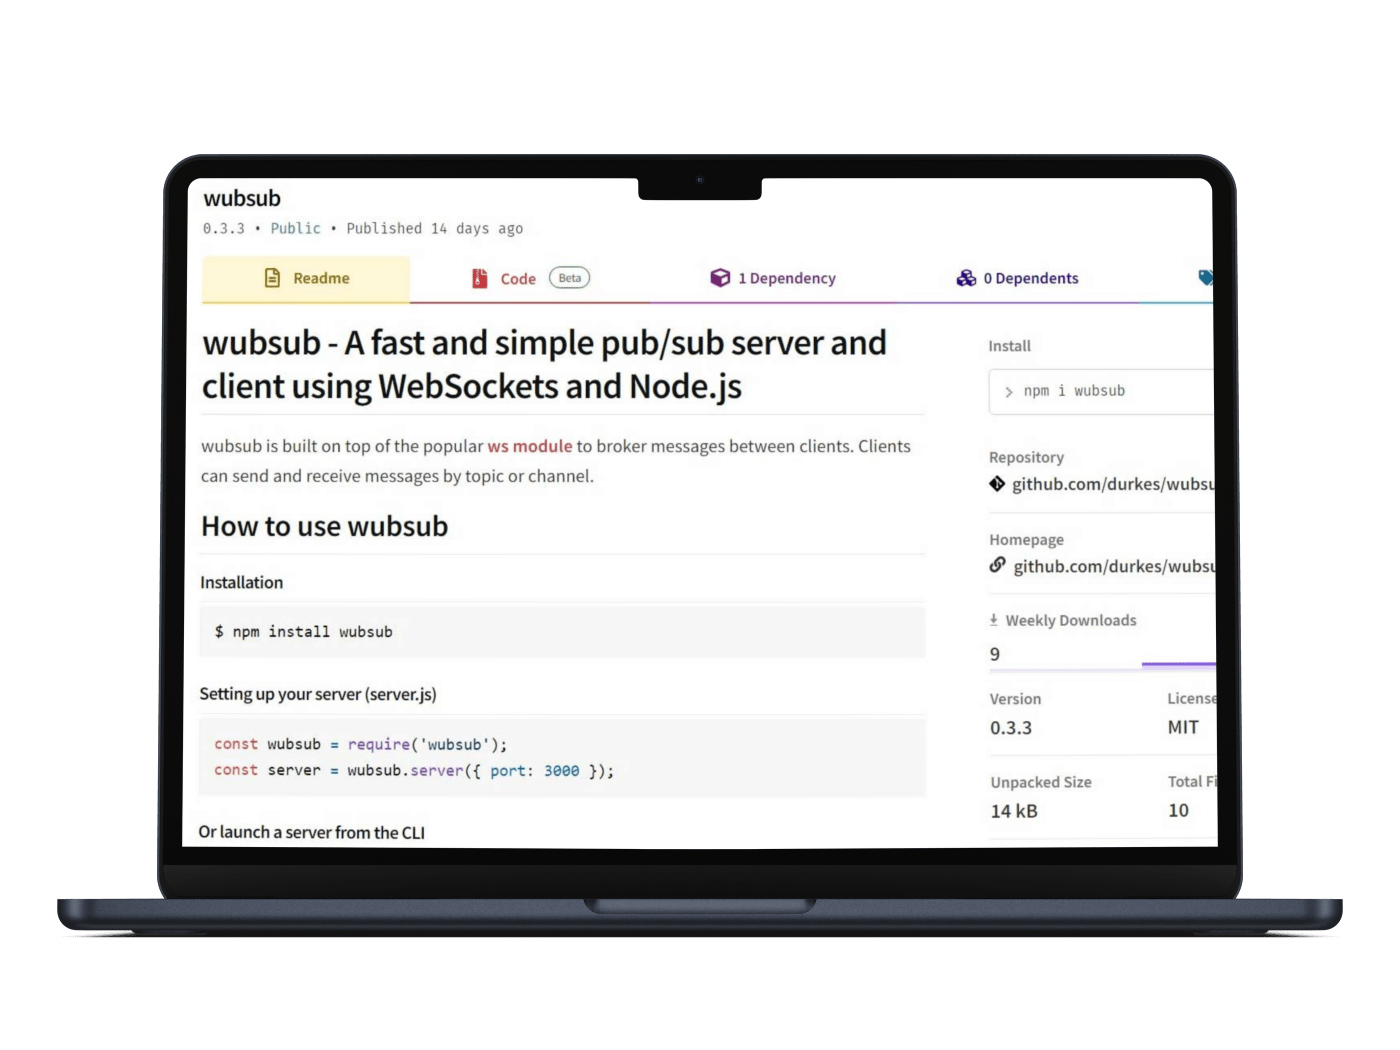 wubsub
0.3.3 • Public • Published 14 days ago
Readme
Code Beta
1 Dependency
0 Dependents
wubsub - A fast and simple pub/sub server and
client using WebSockets and Node.js
wubsub is built on top of the popular ws module to broker messages between clients. Clients
can send and receive messages by topic or channel.
How to use wubsub
Installation
$ npm install wubsub
Setting up your server (server.js)
const wubsub = require('wubsub');
const server = wubsub.server({ port: 3000 });
Or launch a server from the CLI
Install
> npm i wubsub
Repository
github.com/durkes/wubsu
Homepage
github.com/durkes/wubsu
Weekly Downloads
9
Version
License
0.3.3
MIT
Unpacked Size
Total Fi
14 kB
10